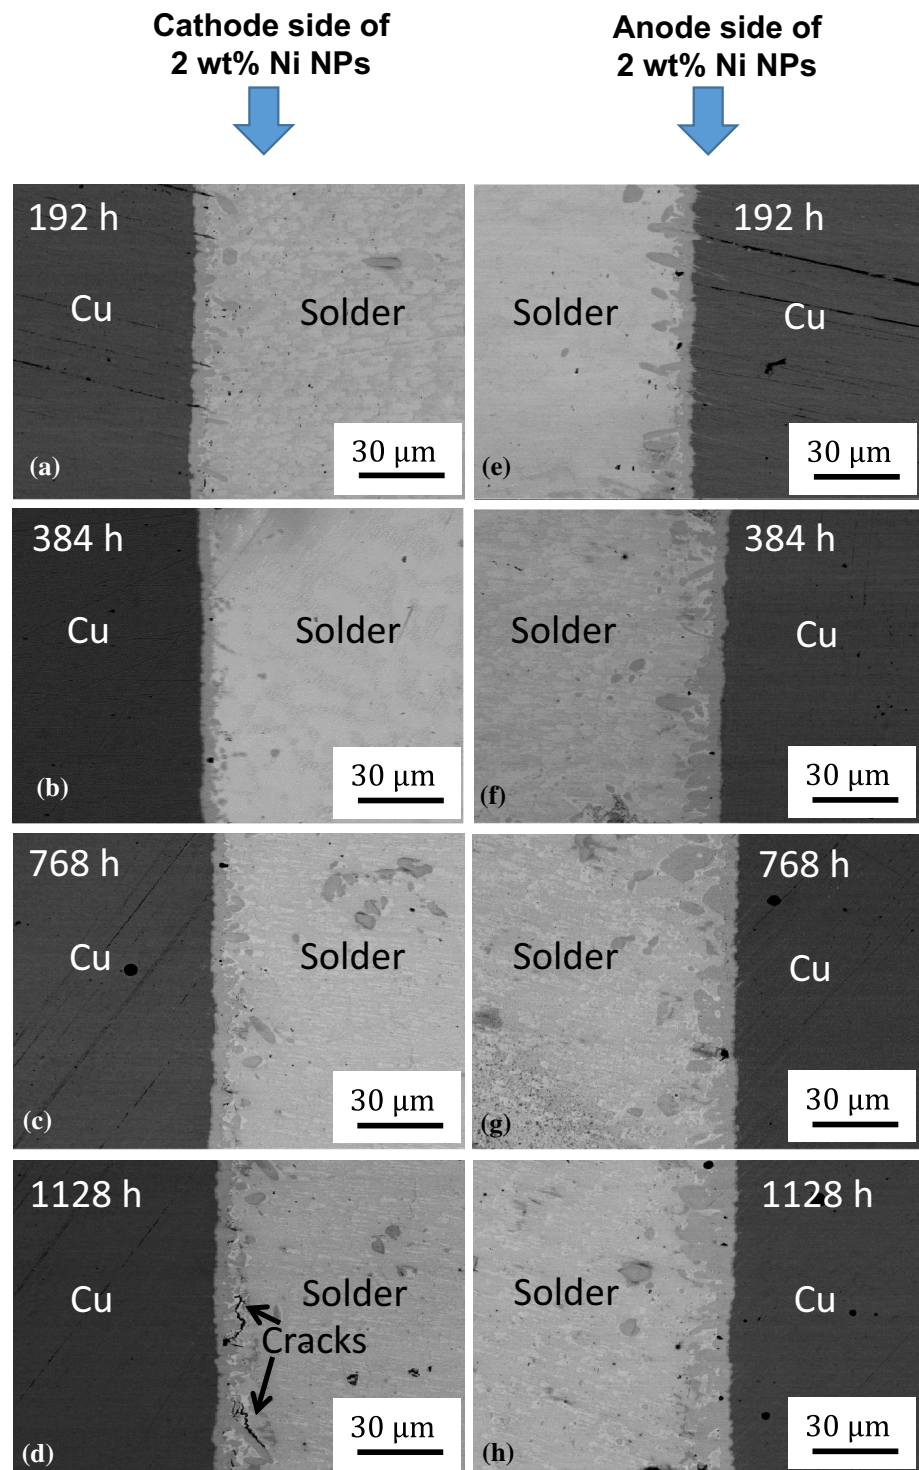 Cathode side of
2 wt% Ni NPs
Anode side of
2 wt% Ni NPs
192 h
Cu
Solder
30 μm
(a)
192 h
Solder
Cu
30 μm
(e)
384 h
Cu
Solder
30 μm
(b)
384 h
Solder
Cu
30 μm
(f)
768 h
Cu
Solder
30 μm
(c)
768 h
Solder
Cu
30 μm
(g)
1128 h
Cu
Solder
Cracks
30 μm
(d)
1128 h
Solder
Cu
30 μm
(h)